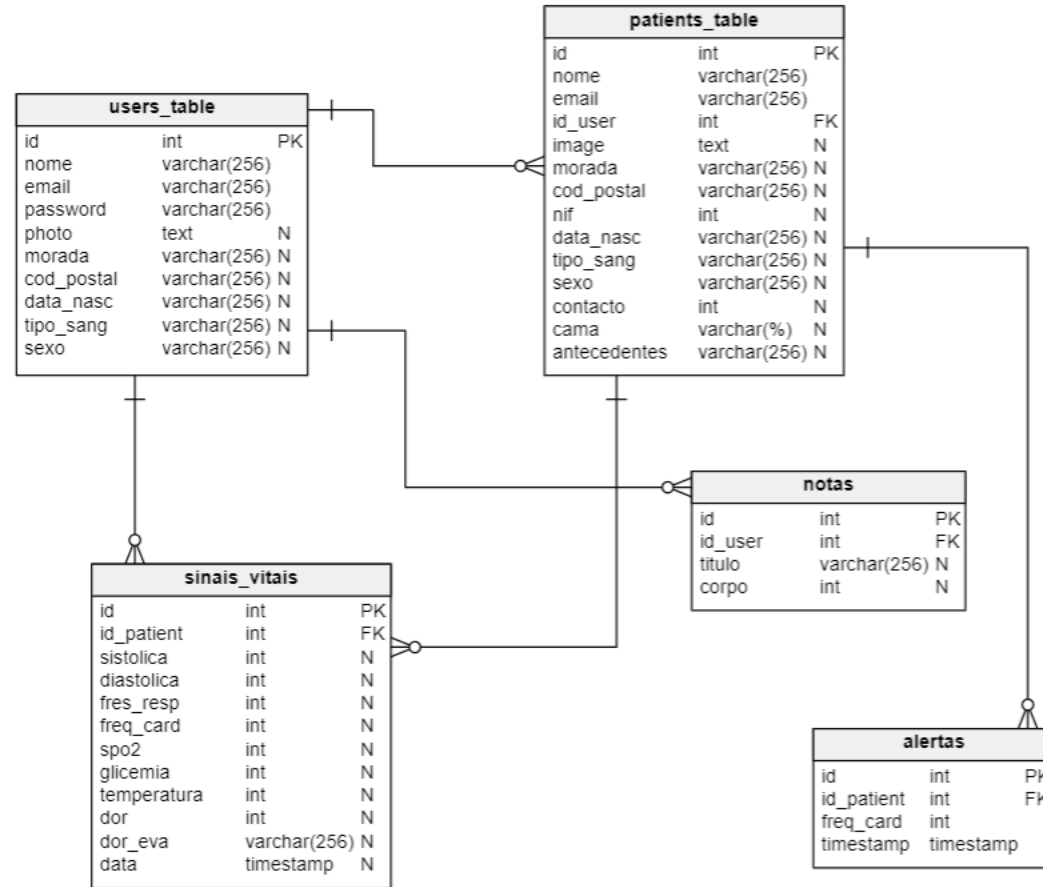 patients_table
id int PK
nome varchar(256)
email varchar(256)
id_user int FK
image text N
morada varchar(256) N
cod_postal varchar(256) N
nif int N
data_nasc varchar(256) N
tipo_sang varchar(256) N
sexo varchar(256) N
contacto int N
cama varchar(%) N
antecedentes varchar(256) N
users_table
id int PK
nome varchar(256)
email varchar(256)
password varchar(256)
photo text N
morada varchar(256) N
cod_postal varchar(256) N
data_nasc varchar(256) N
tipo_sang varchar(256) N
sexo varchar(256) N
notas
id int PK
id_user int FK
titulo varchar(256) N
corpo int N
sinais_vitais
id int PK
id_patient int FK
sistolica int N
diastolica int N
fres_resp int N
freq_card int N
spo2 int N
glicemia int N
temperatura int N
dor int N
dor_eva varchar(256) N
data timestamp N
alertas
id int PK
id_patient int FK
freq_card int
timestamp timestamp